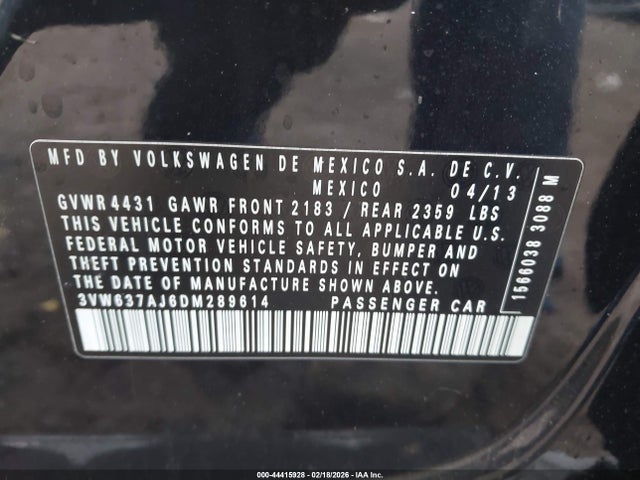 MFD BY VOLKSWAGEN DE MEXICO S.A. DE C.V.
MEXICO 04/13
GVWR 4431 GAWR FRONT 2183 / REAR 2359 LBS
THIS VEHICLE CONFORMS TO ALL APPLICABLE U.S.
FEDERAL MOTOR VEHICLE SAFETY, BUMPER AND
THEFT PREVENTION STANDARDS IN EFFECT ON
THE DATE OF MANUFACTURE SHOWN ABOVE.
3VW637AJ6DM289614 PASSENGER CAR
1566038 3088 M
000-44415928 - 02/18/2026 - IAA Inc.